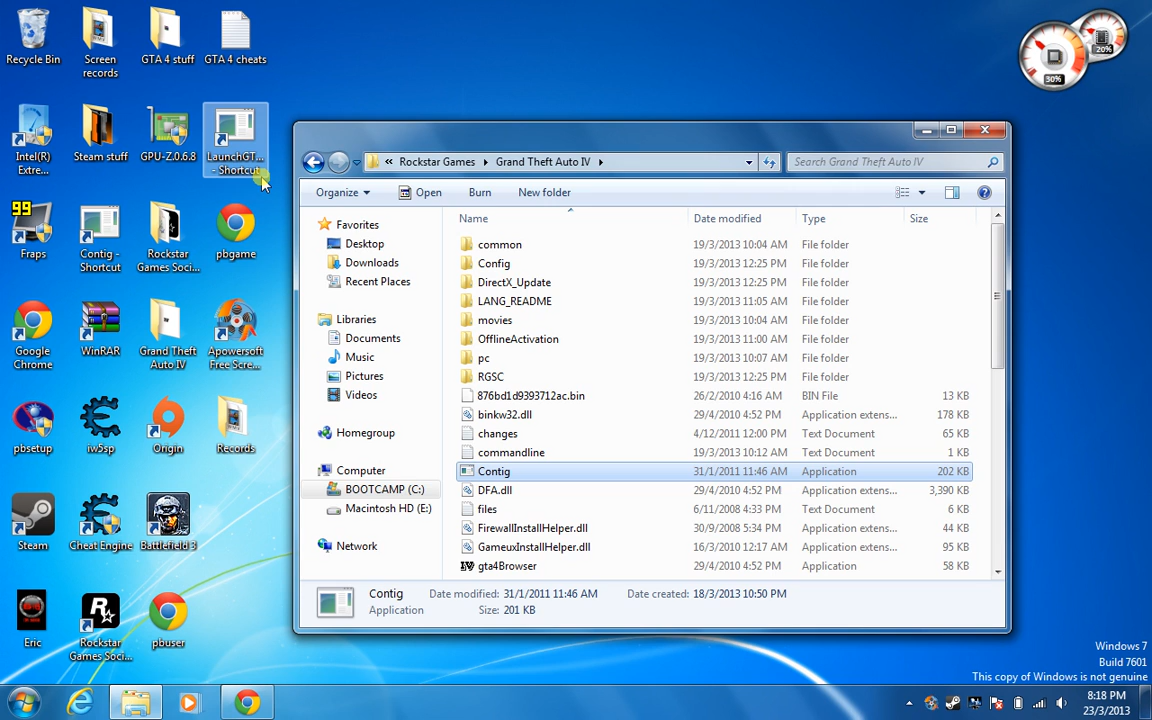 Recycle Bin
Screen
records
GTA 4 stuff
GTA 4 cheats
Intel(R)
Extre...
Steam stuff
GPU-Z.0.6.8
LaunchGT...
- Shortcut
99
Fraps
Contig -
Shortcut
Rockstar
Games Soci...
pbgame
Google
Chrome
WinRAR
Grand Theft
Auto IV
Apowersoft
Free Scre...
pbsetup
iw5sp
Origin
Records
Steam
Cheat Engine
Battlefield 3
Eric
Rockstar
Games Soci...
pbuser
30%
20%
« Rockstar Games Grand Theft Auto IV
Search Grand Theft Auto IV
Organize Open Burn New folder
Favorites
Desktop
Downloads
Recent Places
Libraries
Documents
Music
Pictures
Videos
Homegroup
Computer
BOOTCAMP (C:)
Macintosh HD (E:)
Network
Name Date modified Type Size
common 19/3/2013 10:04 AM File folder
Config 19/3/2013 12:25 PM File folder
DirectX_Update 19/3/2013 12:25 PM File folder
LANG_README 19/3/2013 11:05 AM File folder
movies 19/3/2013 10:04 AM File folder
OfflineActivation 19/3/2013 11:00 AM File folder
pc 19/3/2013 10:07 AM File folder
RGSC 19/3/2013 12:25 PM File folder
876bd1d9393712ac.bin 26/2/2010 4:16 AM BIN File 13 KB
binkw32.dll 29/4/2010 4:52 PM Application extens... 178 KB
changes 4/12/2011 12:00 PM Text Document 65 KB
commandline 19/3/2013 10:12 AM Text Document 1 KB
Contig 31/1/2011 11:46 AM Application 202 KB
DFA.dll 29/4/2010 4:52 PM Application extens... 3,390 KB
files 6/11/2008 4:33 PM Text Document 6 KB
FirewallInstallHelper.dll 30/9/2008 5:34 PM Application extens... 44 KB
GameuxInstallHelper.dll 16/3/2010 12:17 AM Application extens... 95 KB
gta4Browser 29/4/2010 4:52 PM Application 58 KB
Contig Date modified: 31/1/2011 11:46 AM Date created: 18/3/2013 10:50 PM
Application Size: 201 KB
Windows 7
Build 7601
This copy of Windows is not genuine
8:18 PM
23/3/2013